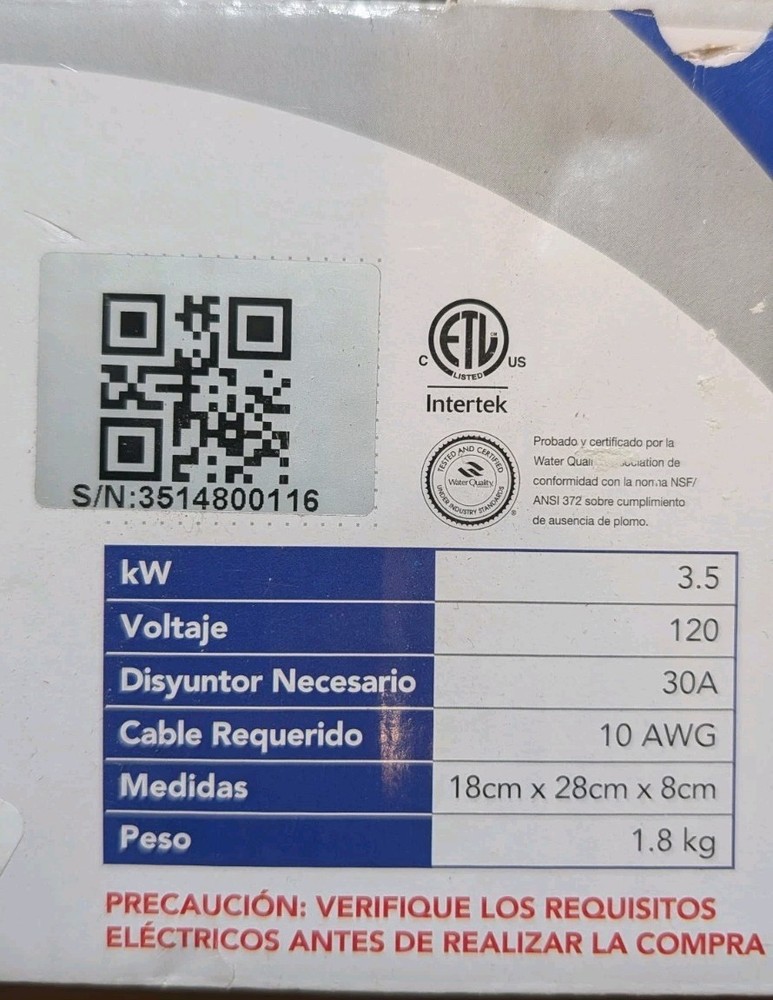 S/N:3514800116
ETL
CM
C
US
LISTED
Intertek
TESTED AND CERTIFIED
Water Quality
UNDER INDUSTRY STANDARDS
®
Probado y certificado por la
Water de
conformidad con la norma NSF/
ANSI 372 sobre cumplimiento
de ausencia de plomo.
kW 3.5
Voltaje 120
Disyuntor Necesario 30A
Cable Requerido 10 AWG
Medidas 18cm x 28cm x 8cm
Peso 1.8 kg
PRECAUCIÓN: VERIFIQUE LOS REQUISITOS
ELÉCTRICOS ANTES DE REALIZAR LA COMPRA